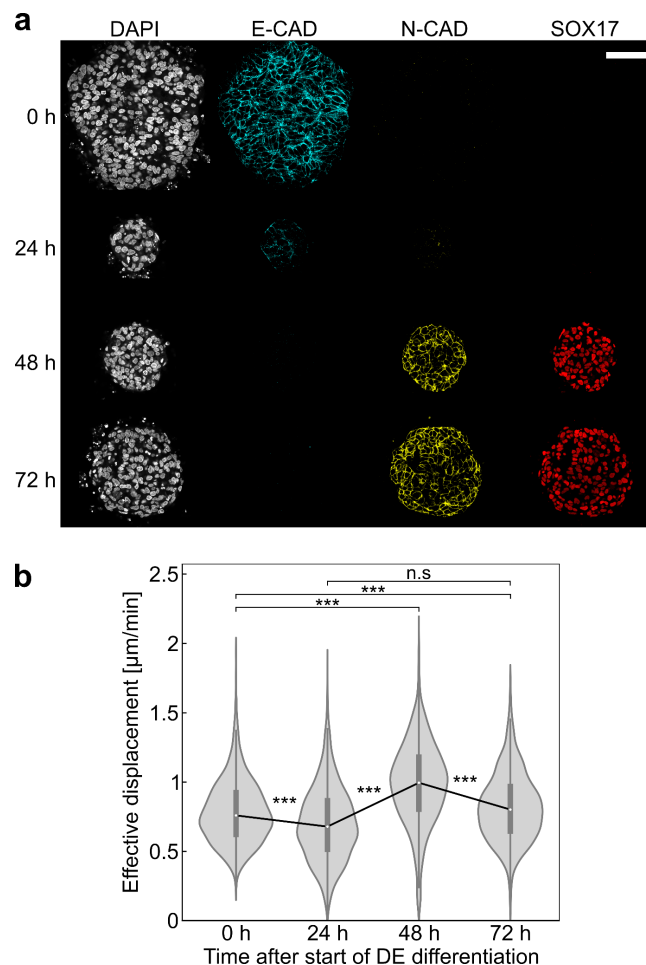 a
DAPI E-CAD N-CAD SOX17
0 h
24 h
48 h
72 h
b
Effective displacement [µm/min]
2.5
2
1.5
1
0.5
0
n.s
***
***
*** *** ***
0 h 24 h 48 h 72 h
Time after start of DE differentiation